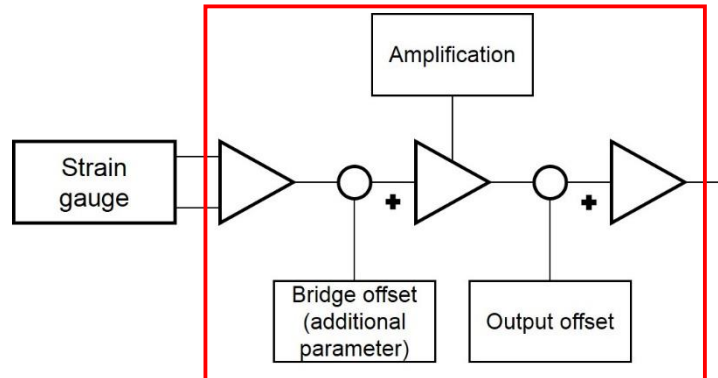 Amplification
Strain
gauge
+
+
Bridge offset
(additional
parameter)
Output offset